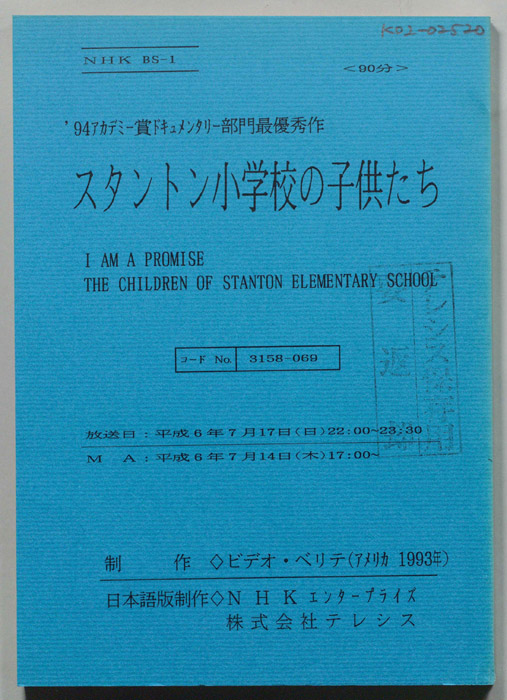 K02-02520
NHK BS-1
<90分>
'94アカデミー賞ドキュメンタリー部門最優秀作
スタントン小学校の子供たち
I AM A PROMISE
THE CHILDREN OF STANTON ELEMENTARY SCHOOL
コード No. 3158-069
放送日：平成6年7月17日(日)22:00~23:30
M A：平成6年7月14日(木)17:00~
制 作◇ビデオ・ベリテ(アメリカ 1993年)
日本語版制作◇NHKエンタープライズ
株式会社テレシス